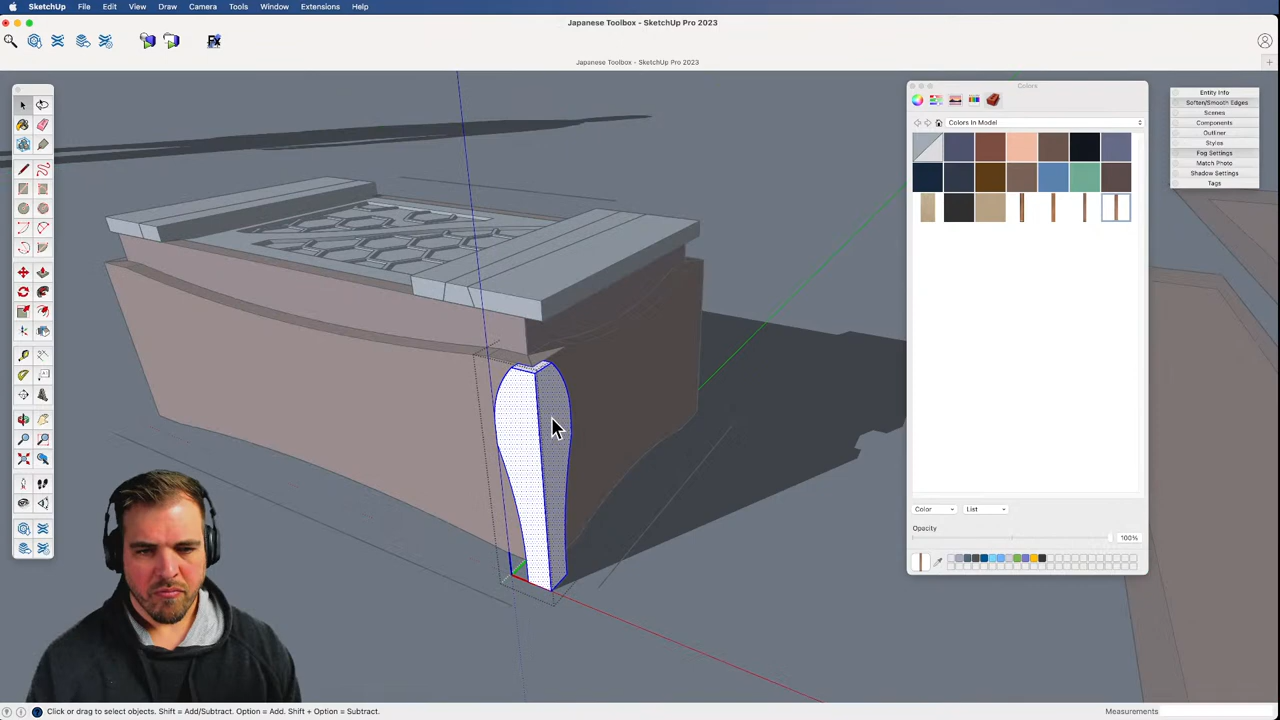 SketchUp File Edit View Draw Camera Tools Window Extensions Help
Japanese Toolbox - SketchUp Pro 2023
Japanese Toolbox - SketchUp Pro 2023
Colors
Colors In Model
Entity Info
Soften/Smooth Edges
Scenes
Components
Outliner
Styles
Fog Settings
Match Photo
Shadow Settings
Tags
Color List
Opacity
100%
Click or drag to select objects. Shift = Add/Subtract. Option = Add. Shift + Option = Subtract. Measurements